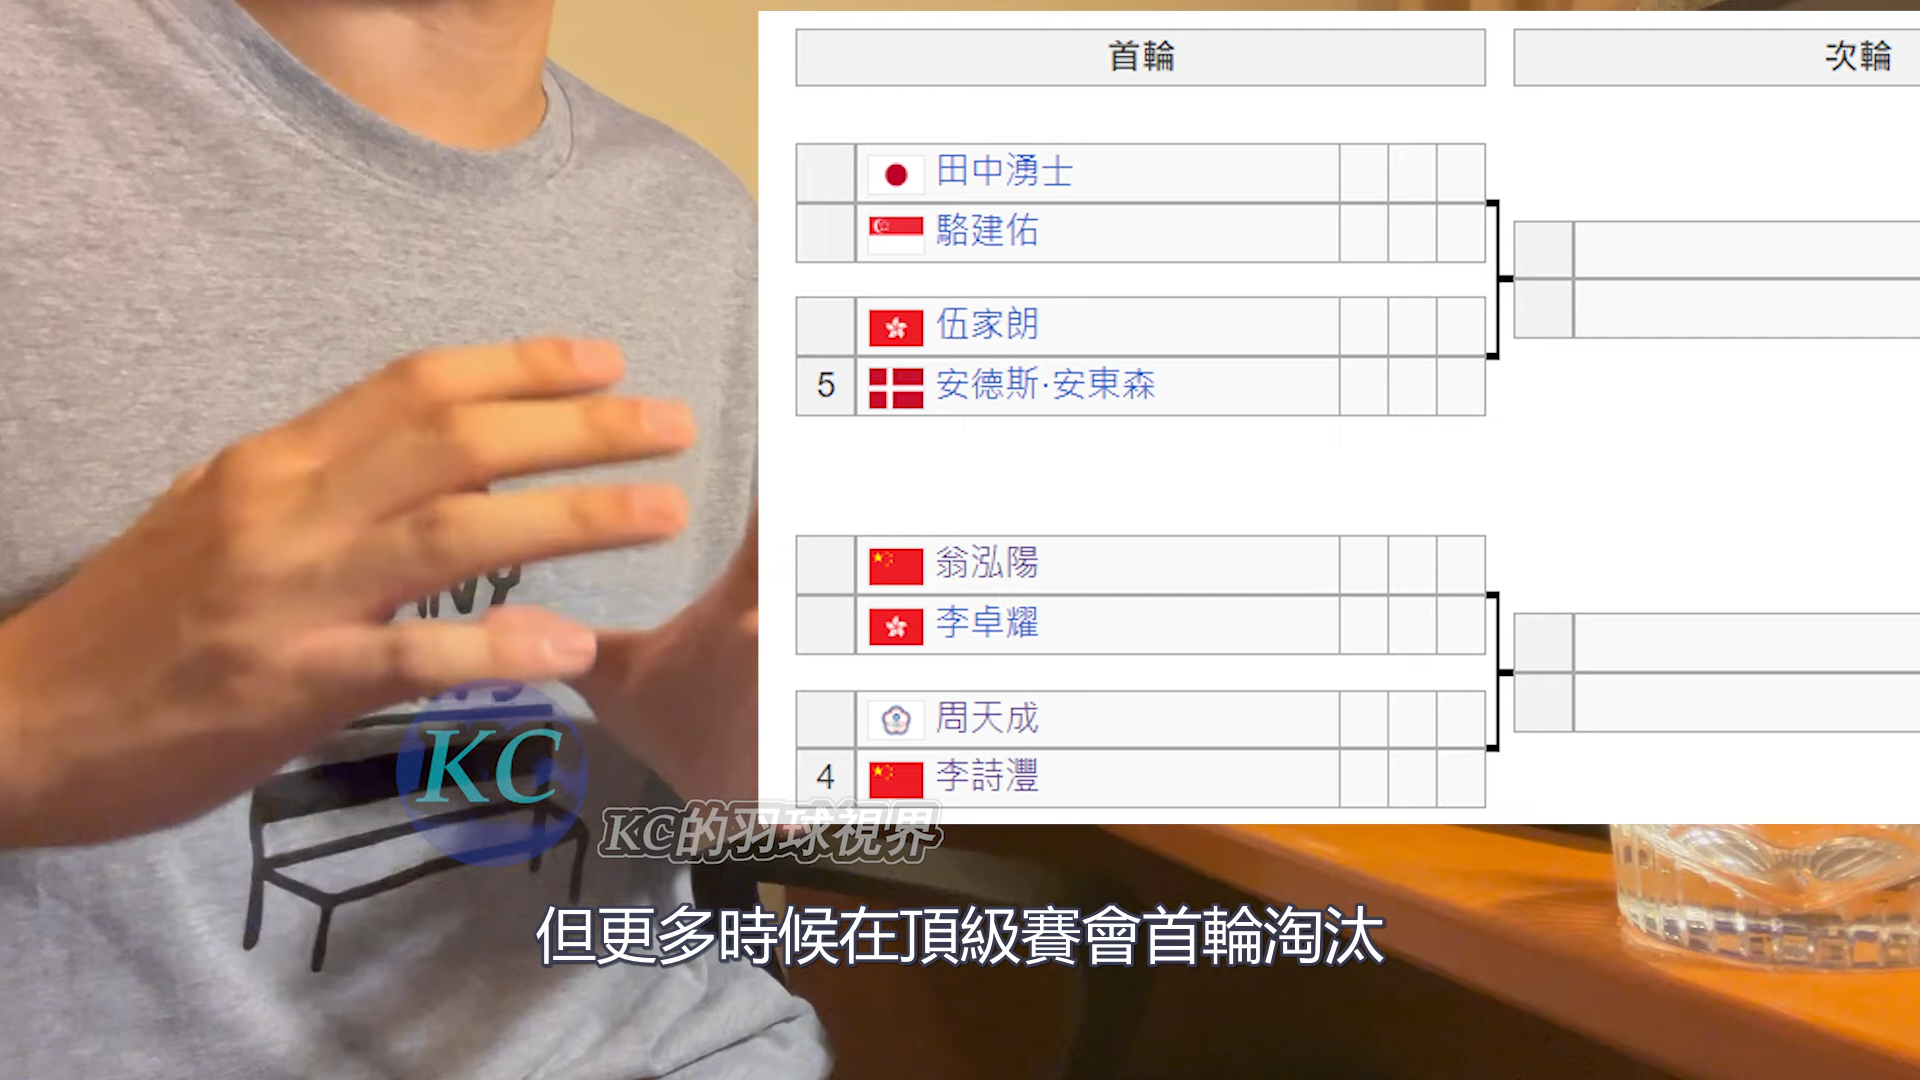 首輪
次輪
田中湧士
駱建佑
伍家朗
5 安德斯·安東森
翁泓陽
李卓耀
周天成
4 李詩灃
KC
KC的羽球視界
但更多時候在頂級賽會首輪淘汰